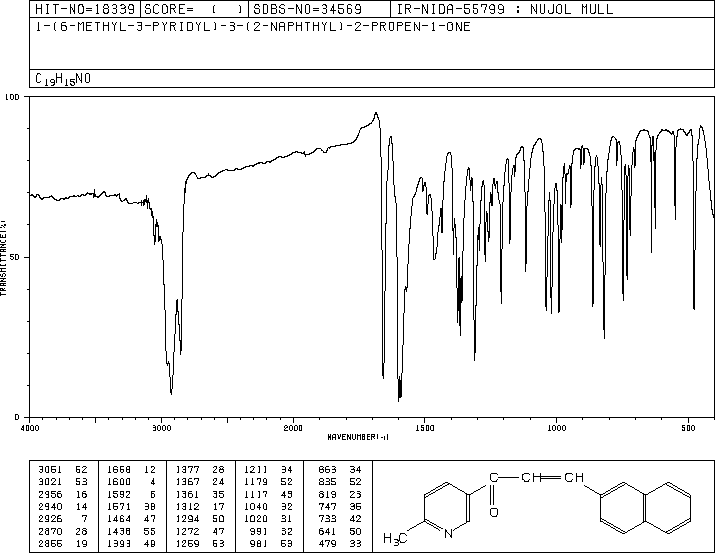 HIT-NO=18339 SCORE= ( ) SDBS-NO=34569 IR-NIDA-55799 : NUJOL MULL
1-(6-METHYL-3-PYRIDYL)-3-(2-NAPHTHYL)-2-PROPEN-1-ONE
C19H15NO
100
50
0
TRANSMITTANCE(%)
4000 3000 2000 1500 1000 500
WAVENUMBER(-1)
3051 62 1658 12 1377 28 1211 34 863 34
3021 53 1600 4 1367 24 1179 52 835 52
2956 16 1592 5 1361 35 1117 43 819 23
2940 14 1571 38 1312 17 1040 32 747 35
2926 7 1464 47 1294 50 1020 31 733 42
2870 26 1438 55 1272 47 991 32 641 50
2855 19 1393 49 1259 53 981 53 479 33
C CH CH
O
H3C N